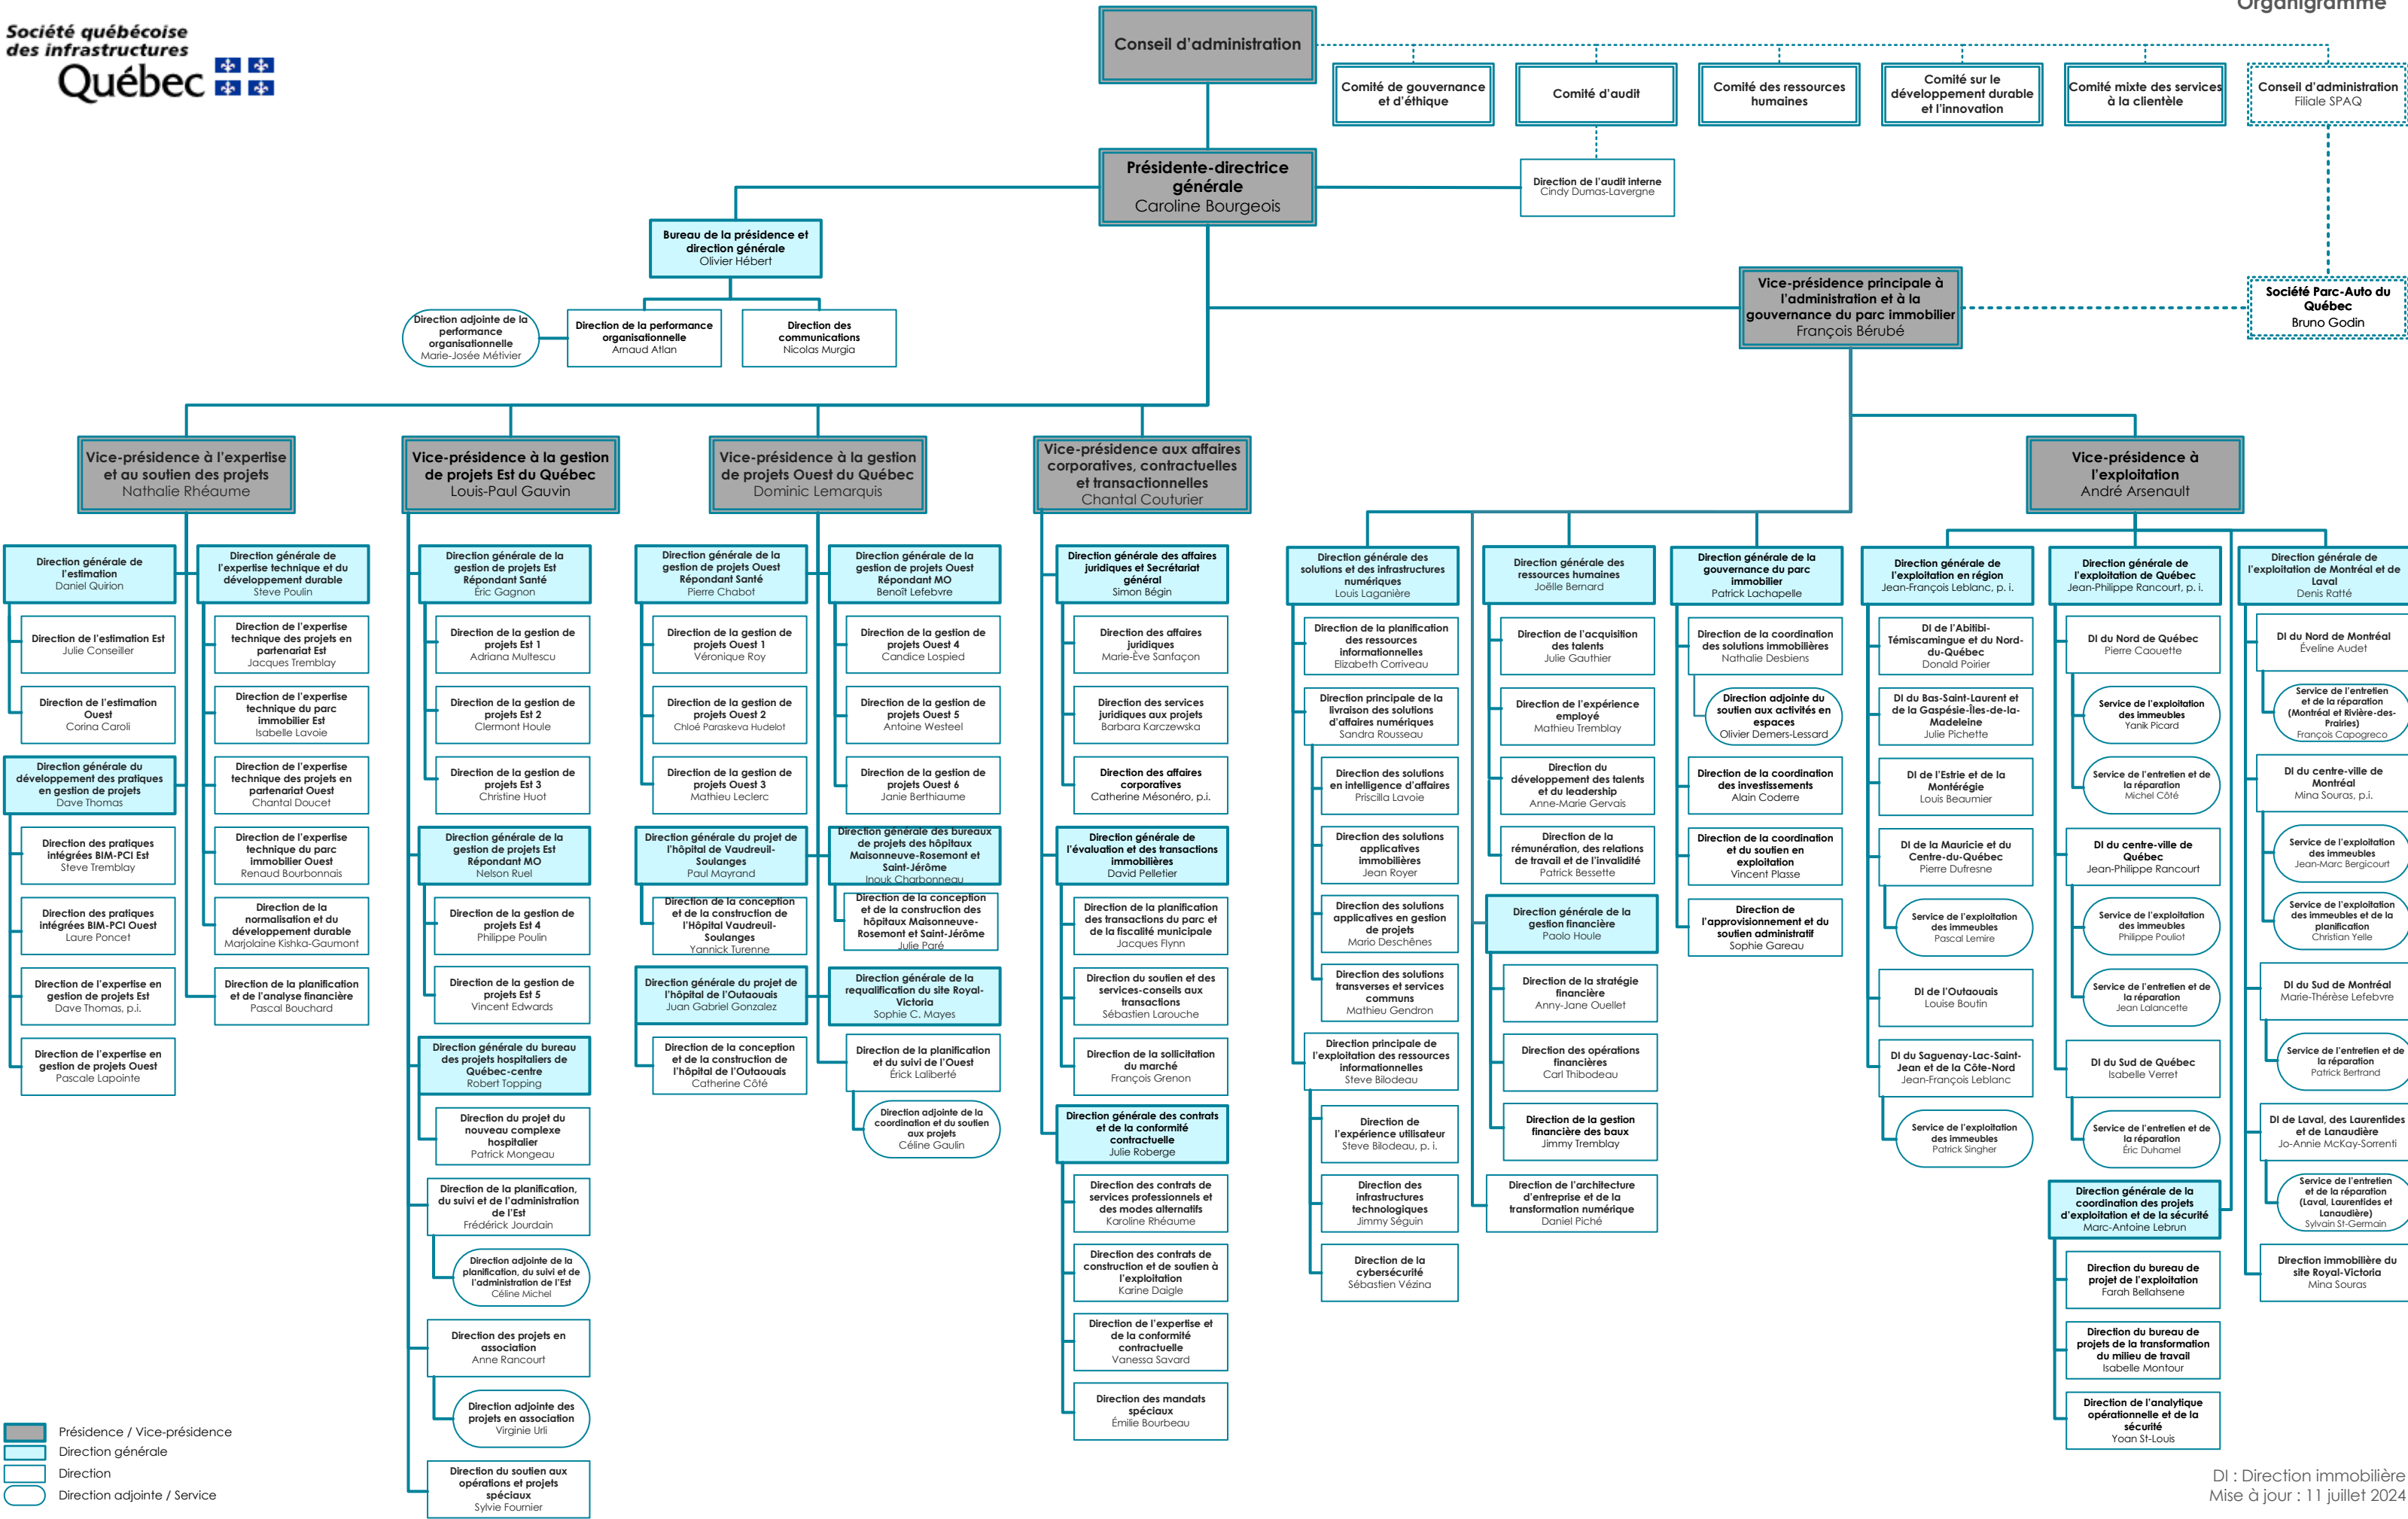 Organigramme
Société québécoise
des infrastructures
Québec
Conseil d'administration
Comité de gouvernance
et d'éthique
Comité d'audit
Comité des ressources
humaines
Comité sur le
développement durable
et l'innovation
Comité mixte des services
à la clientèle
Conseil d'administration
Filiale SPAQ
Présidente-directrice
générale
Caroline Bourgeois
Direction de l'audit interne
Cindy Dumas-Lavergne
Bureau de la présidence et
direction générale
Olivier Hébert
Direction adjointe de la
performance
organisationnelle
Marie-Josée Métivier
Direction de la performance
organisationnelle
Arnaud Atlan
Direction des
communications
Nicolas Murgia
Vice-présidence principale à
l'administration et à la
gouvernance du parc immobilier
François Bérubé
Société Parc-Auto du
Québec
Bruno Godin
Vice-présidence à l'expertise
et au soutien des projets
Nathalie Rhéaume
Direction générale de
l'estimation
Daniel Quirion
Direction de l'estimation Est
Julie Conseiller
Direction de l'estimation
Ouest
Corina Caroli
Direction générale du
développement des pratiques
en gestion de projets
Dave Thomas
Direction des pratiques
intégrées BIM-PCI Est
Steve Tremblay
Direction des pratiques
intégrées BIM-PCI Ouest
Laure Poncet
Direction de l'expertise en
gestion de projets Est
Dave Thomas, p.i.
Direction de l'expertise en
gestion de projets Ouest
Pascale Lapointe
Direction générale de
l'expertise technique et du
développement durable
Steve Poulin
Direction de l'expertise
technique des projets en
partenariat Est
Jacques Tremblay
Direction de l'expertise
technique du parc
immobilier Est
Isabelle Lavoie
Direction de l'expertise
technique des projets en
partenariat Ouest
Chantal Doucet
Direction de l'expertise
technique du parc
immobilier Ouest
Renaud Bourbonnais
Direction de la
normalisation et du
développement durable
Marjolaine Kishka-Gaumont
Direction de la planification
et de l'analyse financière
Pascal Bouchard
Vice-présidence à la gestion
de projets Est du Québec
Louis-Paul Gauvin
Direction générale de la
gestion de projets Est
Répondant Santé
Éric Gagnon
Direction de la gestion de
projets Est 1
Adriana Multescu
Direction de la gestion de
projets Est 2
Clermont Houle
Direction de la gestion de
projets Est 3
Christine Huot
Direction générale de la
gestion de projets Est
Répondant MO
Nelson Ruel
Direction de la gestion de
projets Est 4
Philippe Poulin
Direction de la gestion de
projets Est 5
Vincent Edwards
Direction générale du bureau
des projets hospitaliers de
Québec-centre
Robert Topping
Direction du projet du
nouveau complexe
hospitalier
Patrick Mongeau
Direction de la planification,
du suivi et de l'administration
de l'Est
Frédérick Jourdain
Direction adjointe de la
planification, du suivi et de
l'administration de l'Est
Céline Michel
Direction des projets en
association
Anne Rancourt
Direction adjointe des
projets en association
Virginie Urli
Direction du soutien aux
opérations et projets
spéciaux
Sylvie Fournier
Vice-présidence à la gestion
de projets Ouest du Québec
Dominic Lemarquis
Direction générale de la
gestion de projets Ouest
Répondant Santé
Pierre Chabot
Direction de la gestion de
projets Ouest 1
Véronique Roy
Direction de la gestion de
projets Ouest 2
Chloé Paraskeva Hudelot
Direction de la gestion de
projets Ouest 3
Mathieu Leclerc
Direction générale du projet de
l'hôpital de Vaudreuil-
Soulanges
Paul Mayrand
Direction de la conception
et de la construction de
l'Hôpital Vaudreuil-
Soulanges
Yannick Turenne
Direction générale du projet de
l'hôpital de l'Outaouais
Juan Gabriel Gonzalez
Direction de la conception
et de la construction de
l'hôpital de l'Outaouais
Catherine Côté
Direction générale de la
gestion de projets Ouest
Répondant MO
Benoît Lefebvre
Direction de la gestion de
projets Ouest 4
Candice Lospied
Direction de la gestion de
projets Ouest 5
Antoine Westeel
Direction de la gestion de
projets Ouest 6
Janie Berthiaume
Direction générale des bureaux
de projets des hôpitaux
Maisonneuve-Rosemont et
Saint-Jérôme
Inouk Charbonneau
Direction de la conception
et de la construction des
hôpitaux Maisonneuve-
Rosemont et Saint-Jérôme
Julie Paré
Direction générale de la
requalification du site Royal-
Victoria
Sophie C. Mayes
Direction de la planification
et du suivi de l'Ouest
Érick Laliberté
Direction adjointe de la
coordination et du soutien
aux projets
Céline Gaulin
Vice-présidence aux affaires
corporatives, contractuelles
et transactionnelles
Chantal Couturier
Direction générale des affaires
juridiques et Secrétariat
général
Simon Bégin
Direction des affaires
juridiques
Marie-Ève Sanfaçon
Direction des services
juridiques aux projets
Barbara Karczewska
Direction des affaires
corporatives
Catherine Mésonéro, p.i.
Direction générale de
l'évaluation et des transactions
immobilières
David Pelletier
Direction de la planification
des transactions du parc et
de la fiscalité municipale
Jacques Flynn
Direction du soutien et des
services-conseils aux
transactions
Sébastien Larouche
Direction de la sollicitation
du marché
François Grenon
Direction générale des contrats
et de la conformité
contractuelle
Julie Roberge
Direction des contrats de
services professionnels et
des modes alternatifs
Karoline Rhéaume
Direction des contrats de
construction et de soutien à
l'exploitation
Karine Daigle
Direction de l'expertise et
de la conformité
contractuelle
Vanessa Savard
Direction des mandats
spéciaux
Émilie Bourbeau
Direction générale des
solutions et des infrastructures
numériques
Louis Laganière
Direction de la planification
des ressources
informationnelles
Elizabeth Corriveau
Direction principale de la
livraison des solutions
d'affaires numériques
Sandra Rousseau
Direction des solutions
en intelligence d'affaires
Priscilla Lavoie
Direction des solutions
applicatives
immobilières
Jean Royer
Direction des solutions
applicatives en gestion
de projets
Mario Deschênes
Direction des solutions
transverses et services
communs
Mathieu Gendron
Direction principale de
l'exploitation des ressources
informationnelles
Steve Bilodeau
Direction de
l'expérience utilisateur
Steve Bilodeau, p. i.
Direction des
infrastructures
technologiques
Jimmy Séguin
Direction de la
cybersécurité
Sébastien Vézina
Direction générale des
ressources humaines
Joëlle Bernard
Direction de l'acquisition
des talents
Julie Gauthier
Direction de l'expérience
employé
Mathieu Tremblay
Direction du
développement des talents
et du leadership
Anne-Marie Gervais
Direction de la
rémunération, des relations
de travail et de l'invalidité
Patrick Bessette
Direction générale de la
gestion financière
Paolo Houle
Direction de la stratégie
financière
Anny-Jane Ouellet
Direction des opérations
financières
Carl Thibodeau
Direction de la gestion
financière des baux
Jimmy Tremblay
Direction de l'architecture
d'entreprise et de la
transformation numérique
Daniel Piché
Direction générale de la
gouvernance du parc
immobilier
Patrick Lachapelle
Direction de la coordination
des solutions immobilières
Nathalie Desbiens
Direction adjointe du
soutien aux activités en
espaces
Olivier Demers-Lessard
Direction de la coordination
des investissements
Alain Coderre
Direction de la coordination
et du soutien en
exploitation
Vincent Plasse
Direction de
l'approvisionnement et du
soutien administratif
Sophie Gareau
Vice-présidence à
l'exploitation
André Arsenault
Direction générale de
l'exploitation en région
Jean-François Leblanc, p. i.
DI de l'Abitibi-
Témiscamingue et du Nord-
du-Québec
Donald Poirier
DI du Bas-Saint-Laurent et
de la Gaspésie-Îles-de-la-
Madeleine
Julie Pichette
DI de l'Estrie et de la
Montérégie
Louis Beaumier
DI de la Mauricie et du
Centre-du-Québec
Pierre Dufresne
Service de l'exploitation
des immeubles
Pascal Lemire
DI de l'Outaouais
Louise Boutin
DI du Saguenay-Lac-Saint-
Jean et de la Côte-Nord
Jean-François Leblanc
Service de l'exploitation
des immeubles
Patrick Singher
Direction générale de
l'exploitation de Québec
Jean-Philippe Rancourt, p. i.
DI du Nord de Québec
Pierre Caouette
Service de l'exploitation
des immeubles
Yanik Picard
Service de l'entretien et de
la réparation
Michel Côté
DI du centre-ville de
Québec
Jean-Philippe Rancourt
Service de l'exploitation
des immeubles
Philippe Pouliot
Service de l'entretien et de
la réparation
Jean Lalancette
DI du Sud de Québec
Isabelle Verret
Service de l'entretien et de
la réparation
Éric Duhamel
Direction générale de la
coordination des projets
d'exploitation et de la sécurité
Marc-Antoine Lebrun
Direction du bureau de
projet de l'exploitation
Farah Bellahsene
Direction du bureau de
projets de la transformation
du milieu de travail
Isabelle Montour
Direction de l'analytique
opérationnelle et de la
sécurité
Yoan St-Louis
Direction générale de
l'exploitation de Montréal et de
Laval
Denis Ratté
DI du Nord de Montréal
Éveline Audet
Service de l'entretien
et de la réparation
(Montréal et Rivière-des-
Prairies)
François Capogreco
DI du centre-ville de
Montréal
Mina Souras, p.i.
Service de l'exploitation
des immeubles
Jean-Marc Bergicourt
Service de l'exploitation
des immeubles et de la
planification
Christian Yelle
DI du Sud de Montréal
Marie-Thérèse Lefebvre
Service de l'entretien et de
la réparation
Patrick Bertrand
DI de Laval, des Laurentides
et de Lanaudière
Jo-Annie McKay-Sorrenti
Service de l'entretien
et de la réparation
(Laval, Laurentides et
Lanaudière)
Sylvain St-Germain
Direction immobilière du
site Royal-Victoria
Mina Souras
Présidence / Vice-présidence
Direction générale
Direction
Direction adjointe / Service
DI : Direction immobilière
Mise à jour : 11 juillet 2024